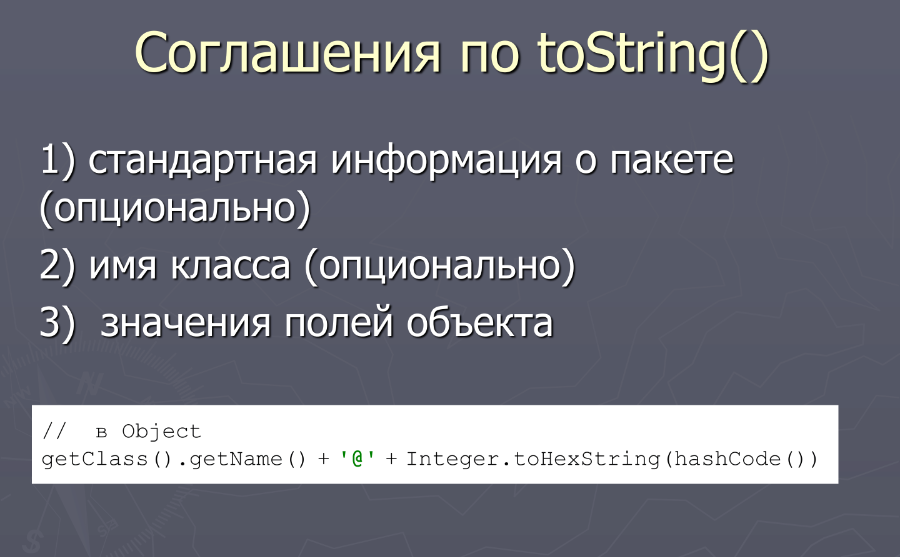 Соглашения по toString()
1) стандартная информация о пакете
(опционально)
2) имя класса (опционально)
3) значения полей объекта
// в Object
getClass().getName() + '@' + Integer.toHexString(hashCode())
N
S